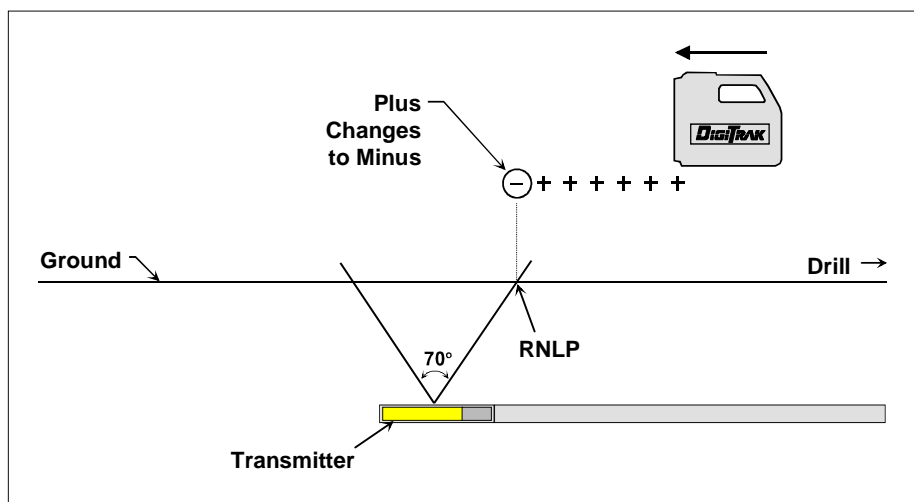 Plus
Changes
to Minus
DIGITRAK
− + + + + + +
Ground
Drill
RNLP
70°
Transmitter